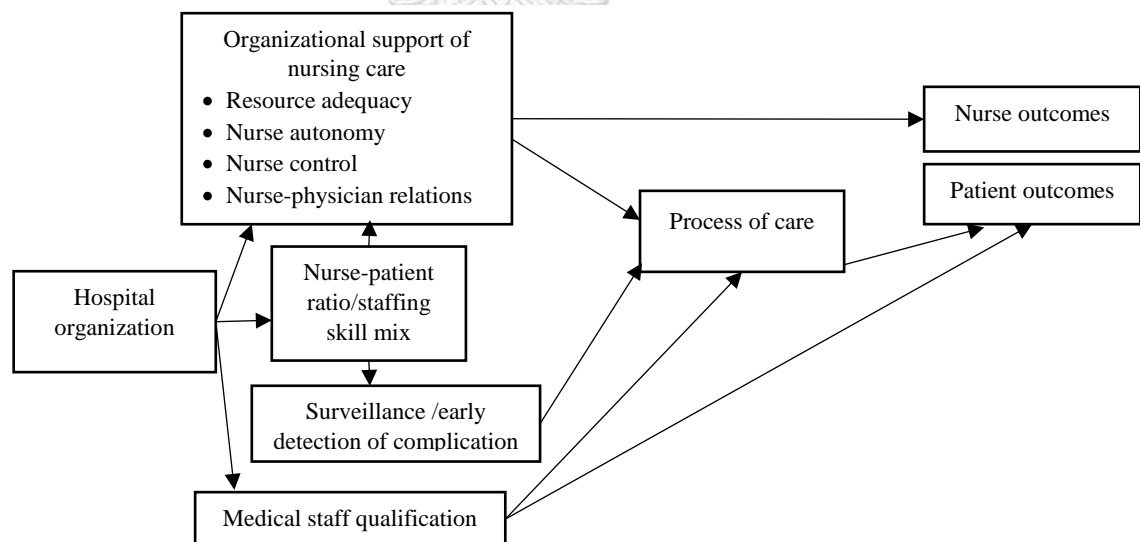 Organizational support of
nursing care
• Resource adequacy
• Nurse autonomy
• Nurse control
• Nurse-physician relations
Nurse outcomes
Patient outcomes
Process of care
Hospital
organization
Nurse-patient
ratio/staffing
skill mix
Surveillance /early
detection of complication
Medical staff qualification